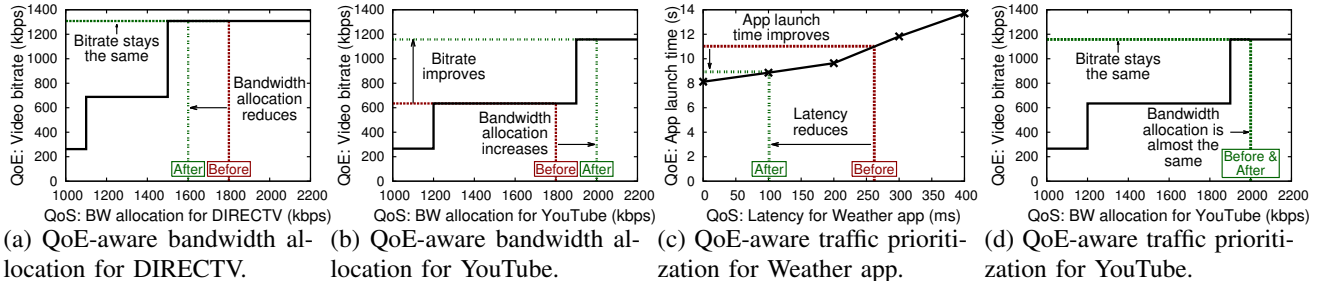 QoE: Video bitrate (kbps)
1400
1200
1000
800
600
400
200
0
Bitrate stays
the same
Bandwidth
allocation
reduces
After
Before
1000 1200 1400 1600 1800 2000 2200
QoS: BW allocation for DIRECTV (kbps)
(a) QoE-aware bandwidth al-
location for DIRECTV.
QoE: Video bitrate (kbps)
1400
1200
1000
800
600
400
200
0
Bitrate
improves
Bandwidth
allocation
increases
Before
After
1000 1200 1400 1600 1800 2000 2200
QoS: BW allocation for YouTube (kbps)
(b) QoE-aware bandwidth al-
location for YouTube.
QoE: App launch time (s)
14
12
10
8
6
4
2
0
App launch
time improves
Latency
reduces
After
Before
0 50 100 150 200 250 300 350 400
QoS: Latency for Weather app (ms)
(c) QoE-aware traffic prioriti-
zation for Weather app.
QoE: Video bitrate (kbps)
1400
1200
1000
800
600
400
200
0
Bitrate stays
the same
Bandwidth
allocation is
almost the
same
Before &
After
1000 1200 1400 1600 1800 2000 2200
QoS: BW allocation for YouTube (kbps)
(d) QoE-aware traffic prioriti-
zation for YouTube.